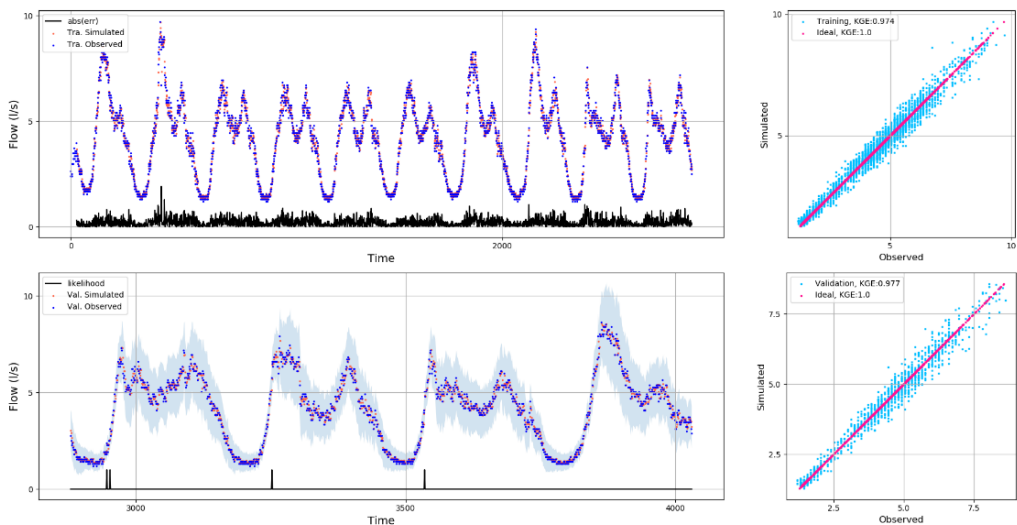 10
5
0
Flow (l/s)
abs(err)
Tra. Simulated
Tra. Observed
0
2000
Time
10
5
Simulated
Training, KGE:0.974
Ideal, KGE:1.0
5
10
Observed
10
5
0
Flow (l/s)
likelihood
Val. Simulated
Val. Observed
3000
3500
4000
Time
7.5
5.0
2.5
Simulated
Validation, KGE:0.977
Ideal, KGE:1.0
2.5
5.0
7.5
Observed